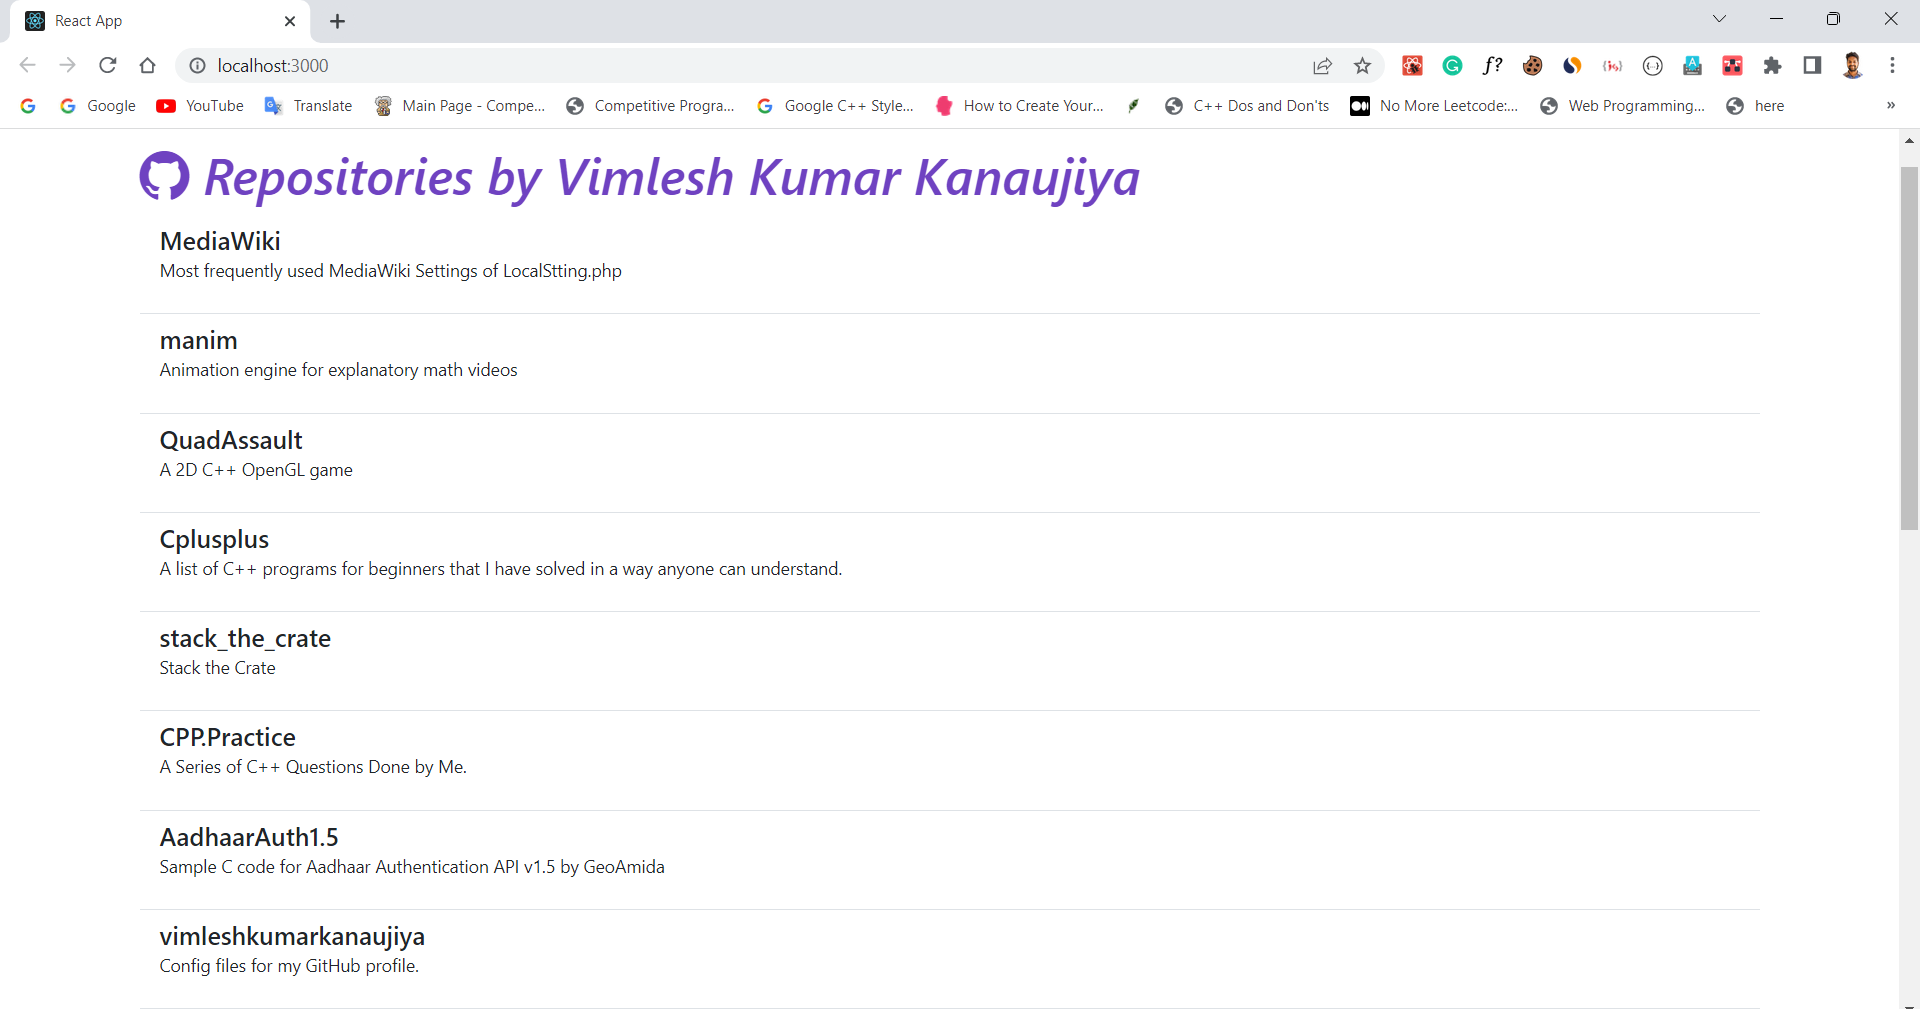 React App
localhost:3000
Google
YouTube
Translate
Main Page - Compe...
Competitive Progra...
Google C++ Style...
How to Create Your...
C++ Dos and Don'ts
No More Leetcode:...
Web Programming...
here
»
Repositories by Vimlesh Kumar Kanaujiya
MediaWiki
Most frequently used MediaWiki Settings of LocalStting.php
manim
Animation engine for explanatory math videos
QuadAssault
A 2D C++ OpenGL game
Cplusplus
A list of C++ programs for beginners that I have solved in a way anyone can understand.
stack_the_crate
Stack the Crate
CPP.Practice
A Series of C++ Questions Done by Me.
AadhaarAuth1.5
Sample C code for Aadhaar Authentication API v1.5 by GeoAmida
vimleshkumarkanaujiya
Config files for my GitHub profile.